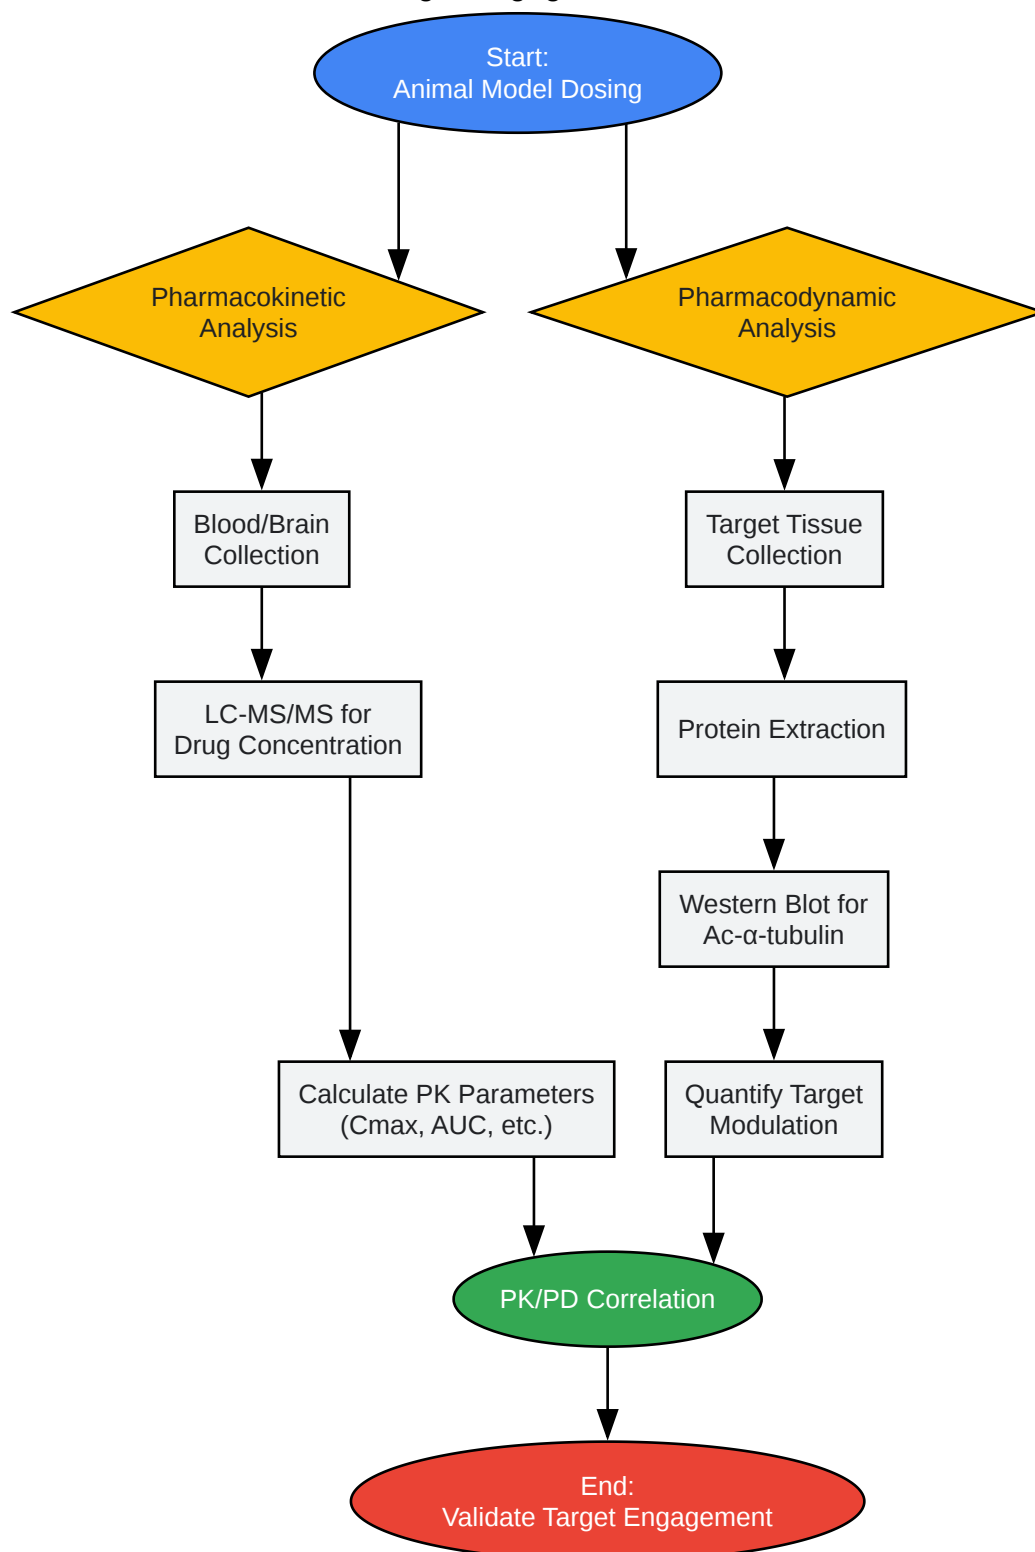 Start:
Animal Model Dosing
Pharmacokinetic
Analysis
Pharmacodynamic
Analysis
Blood/Brain
Collection
Target Tissue
Collection
LC-MS/MS for
Drug Concentration
Protein Extraction
Western Blot for
Ac-α-tubulin
Calculate PK Parameters
(Cmax, AUC, etc.)
Quantify Target
Modulation
PK/PD Correlation
End:
Validate Target Engagement